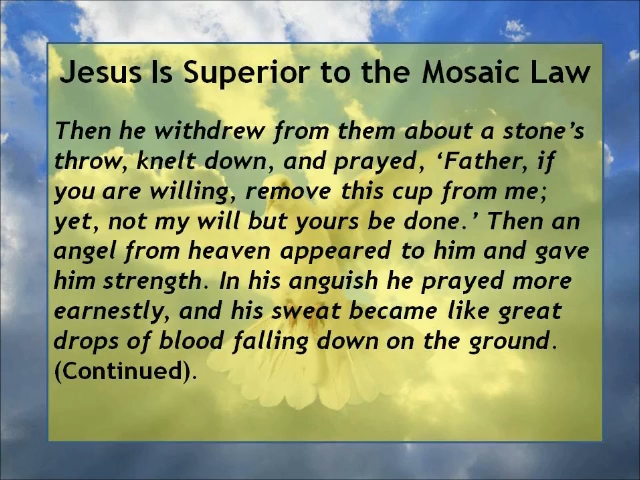 Jesus Is Superior to the Mosaic Law
Then he withdrew from them about a stone’s
throw, knelt down, and prayed, ‘Father, if
you are willing, remove this cup from me;
yet, not my will but yours be done.’ Then an
angel from heaven appeared to him and gave
him strength. In his anguish he prayed more
earnestly, and his sweat became like great
drops of blood falling down on the ground.
(Continued).